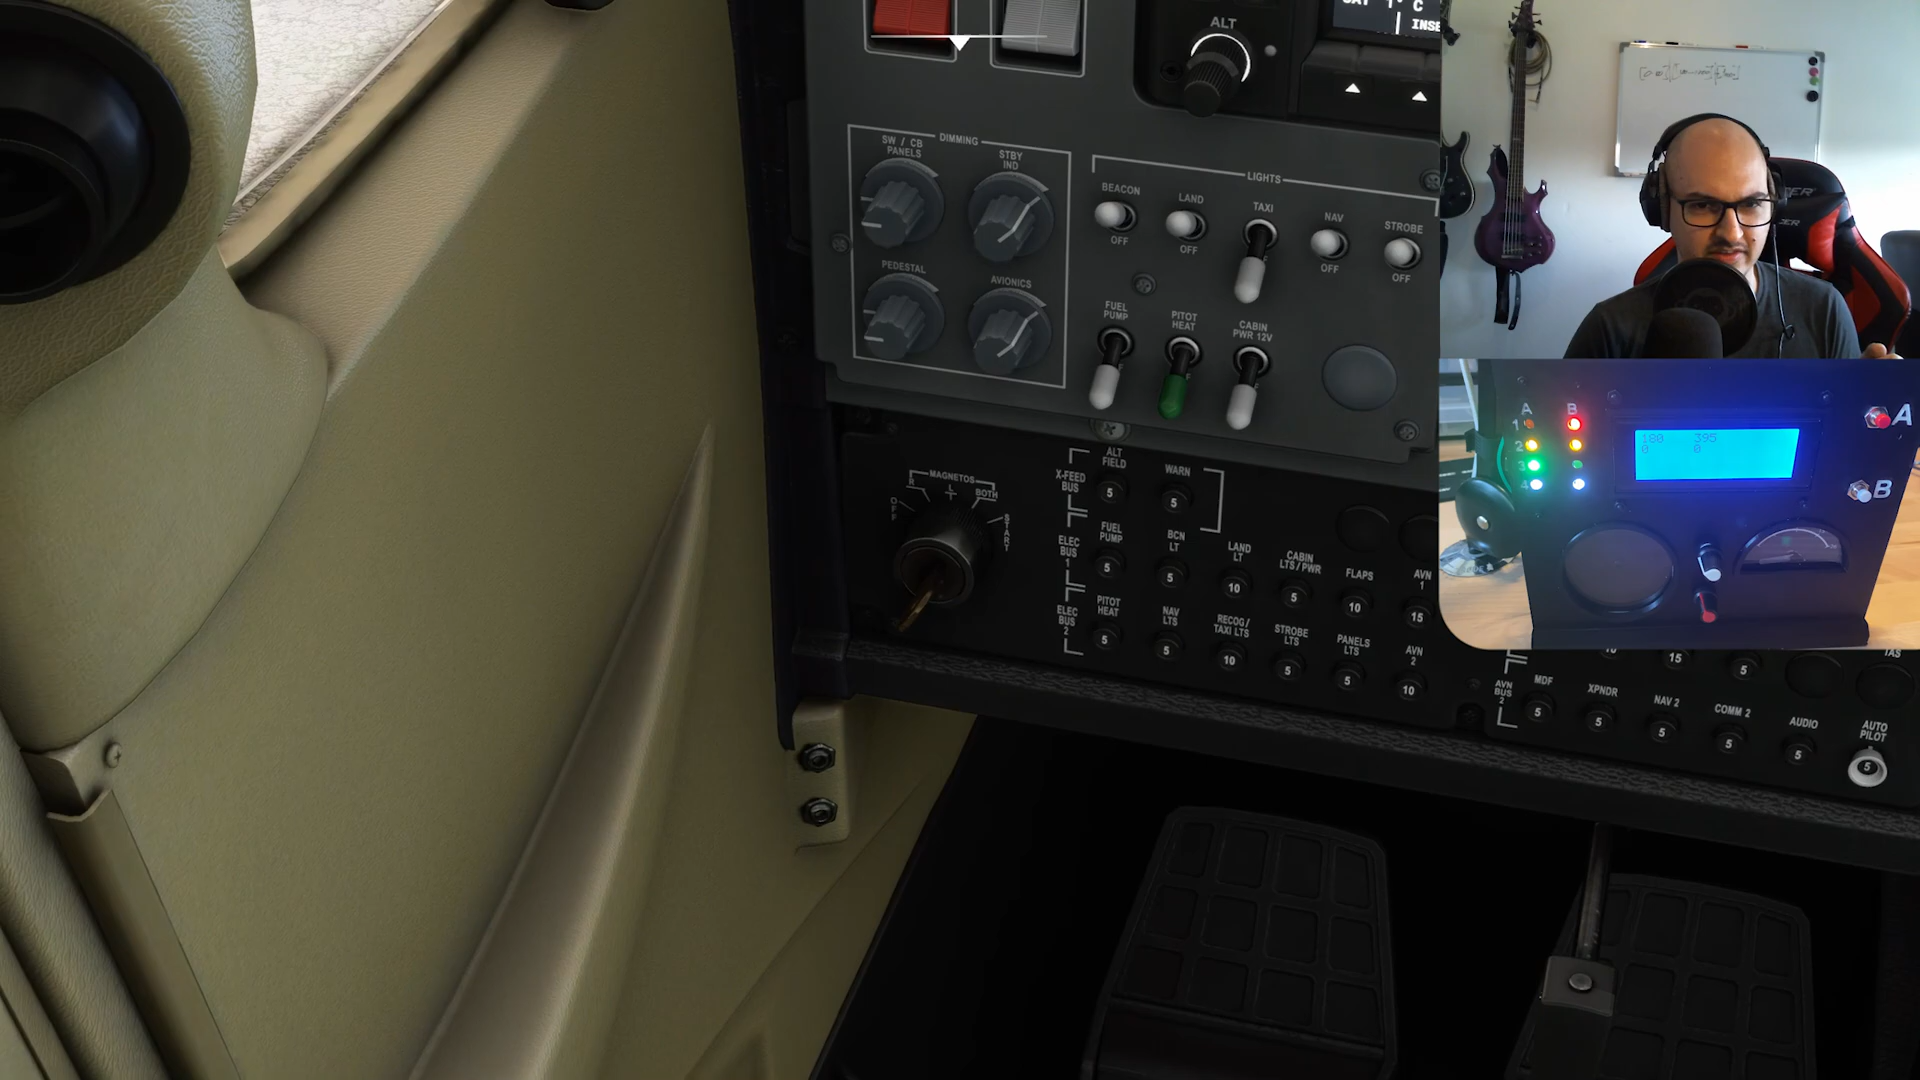 ALT
DIMMING
SW / CB
PANELS
STBY
IND
PEDESTAL
AVIONICS
LIGHTS
BEACON
OFF
LAND
OFF
TAXI
NAV
OFF
STROBE
OFF
FUEL
PUMP
PITOT
HEAT
CABIN
PWR 12V
MAGNETOS
OFF
R
L
BOTH
START
X-FEED
BUS
ALT
FIELD
5
WARN
5
ELEC
BUS
1
FUEL
PUMP
5
BCN
LT
5
LAND
LT
10
CABIN
LTS/PWR
5
FLAPS
10
AVN
1
15
ELEC
BUS
2
PITOT
HEAT
5
NAV
LTS
5
RECOG/
TAXI LTS
10
STROBE
LTS
5
PANELS
LTS
5
AVN
2
10
15
5
TAS
AVN
BUS
2
MDF
5
XPNDR
5
NAV 2
5
COMM 2
5
AUDIO
5
AUTO
PILOT
5
A B
1
2
3
4
180 395
0 0
A
B